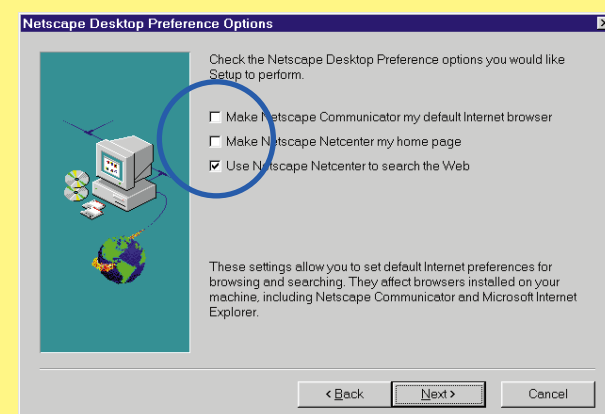 Netscape Desktop Preference Options
Check the Netscape Desktop Preference options you would like
Setup to perform.
Make Netscape Communicator my default Internet browser
Make Netscape Netcenter my home page
Use Netscape Netcenter to search the Web
These settings allow you to set default Internet preferences for
browsing and searching. They affect browsers installed on your
machine, including Netscape Communicator and Microsoft Internet
Explorer.
< Back
Next >
Cancel